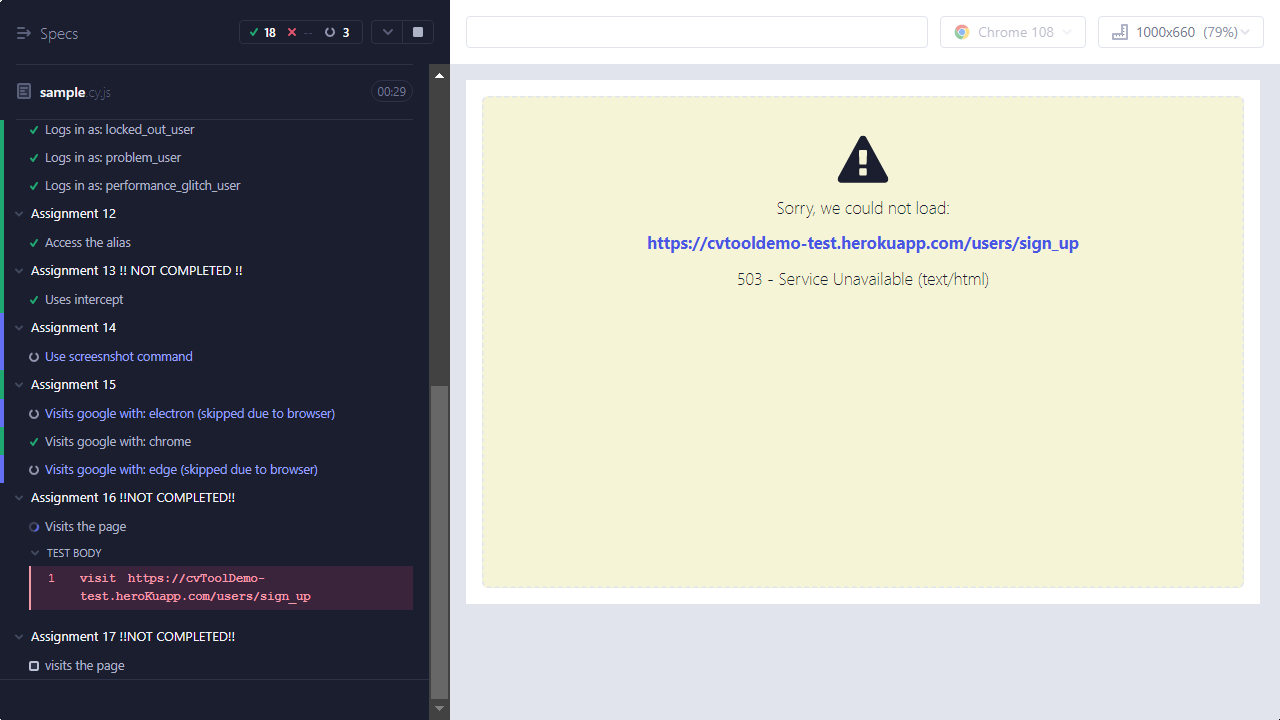 Specs
18 -- 3
sample.cy.js
00:29
Logs in as: locked_out_user
Logs in as: problem_user
Logs in as: performance_glitch_user
Assignment 12
Access the alias
Assignment 13 !! NOT COMPLETED !!
Uses intercept
Assignment 14
Use screesnshot command
Assignment 15
Visits google with: electron (skipped due to browser)
Visits google with: chrome
Visits google with: edge (skipped due to browser)
Assignment 16 !!NOT COMPLETED!!
Visits the page
TEST BODY
1 visit https://cvToolDemo-
test.heroKuapp.com/users/sign_up
Assignment 17 !!NOT COMPLETED!!
visits the page
Chrome 108
1000x660 (79%)
Sorry, we could not load:
https://cvtooldemo-test.herokuapp.com/users/sign_up
503 - Service Unavailable (text/html)